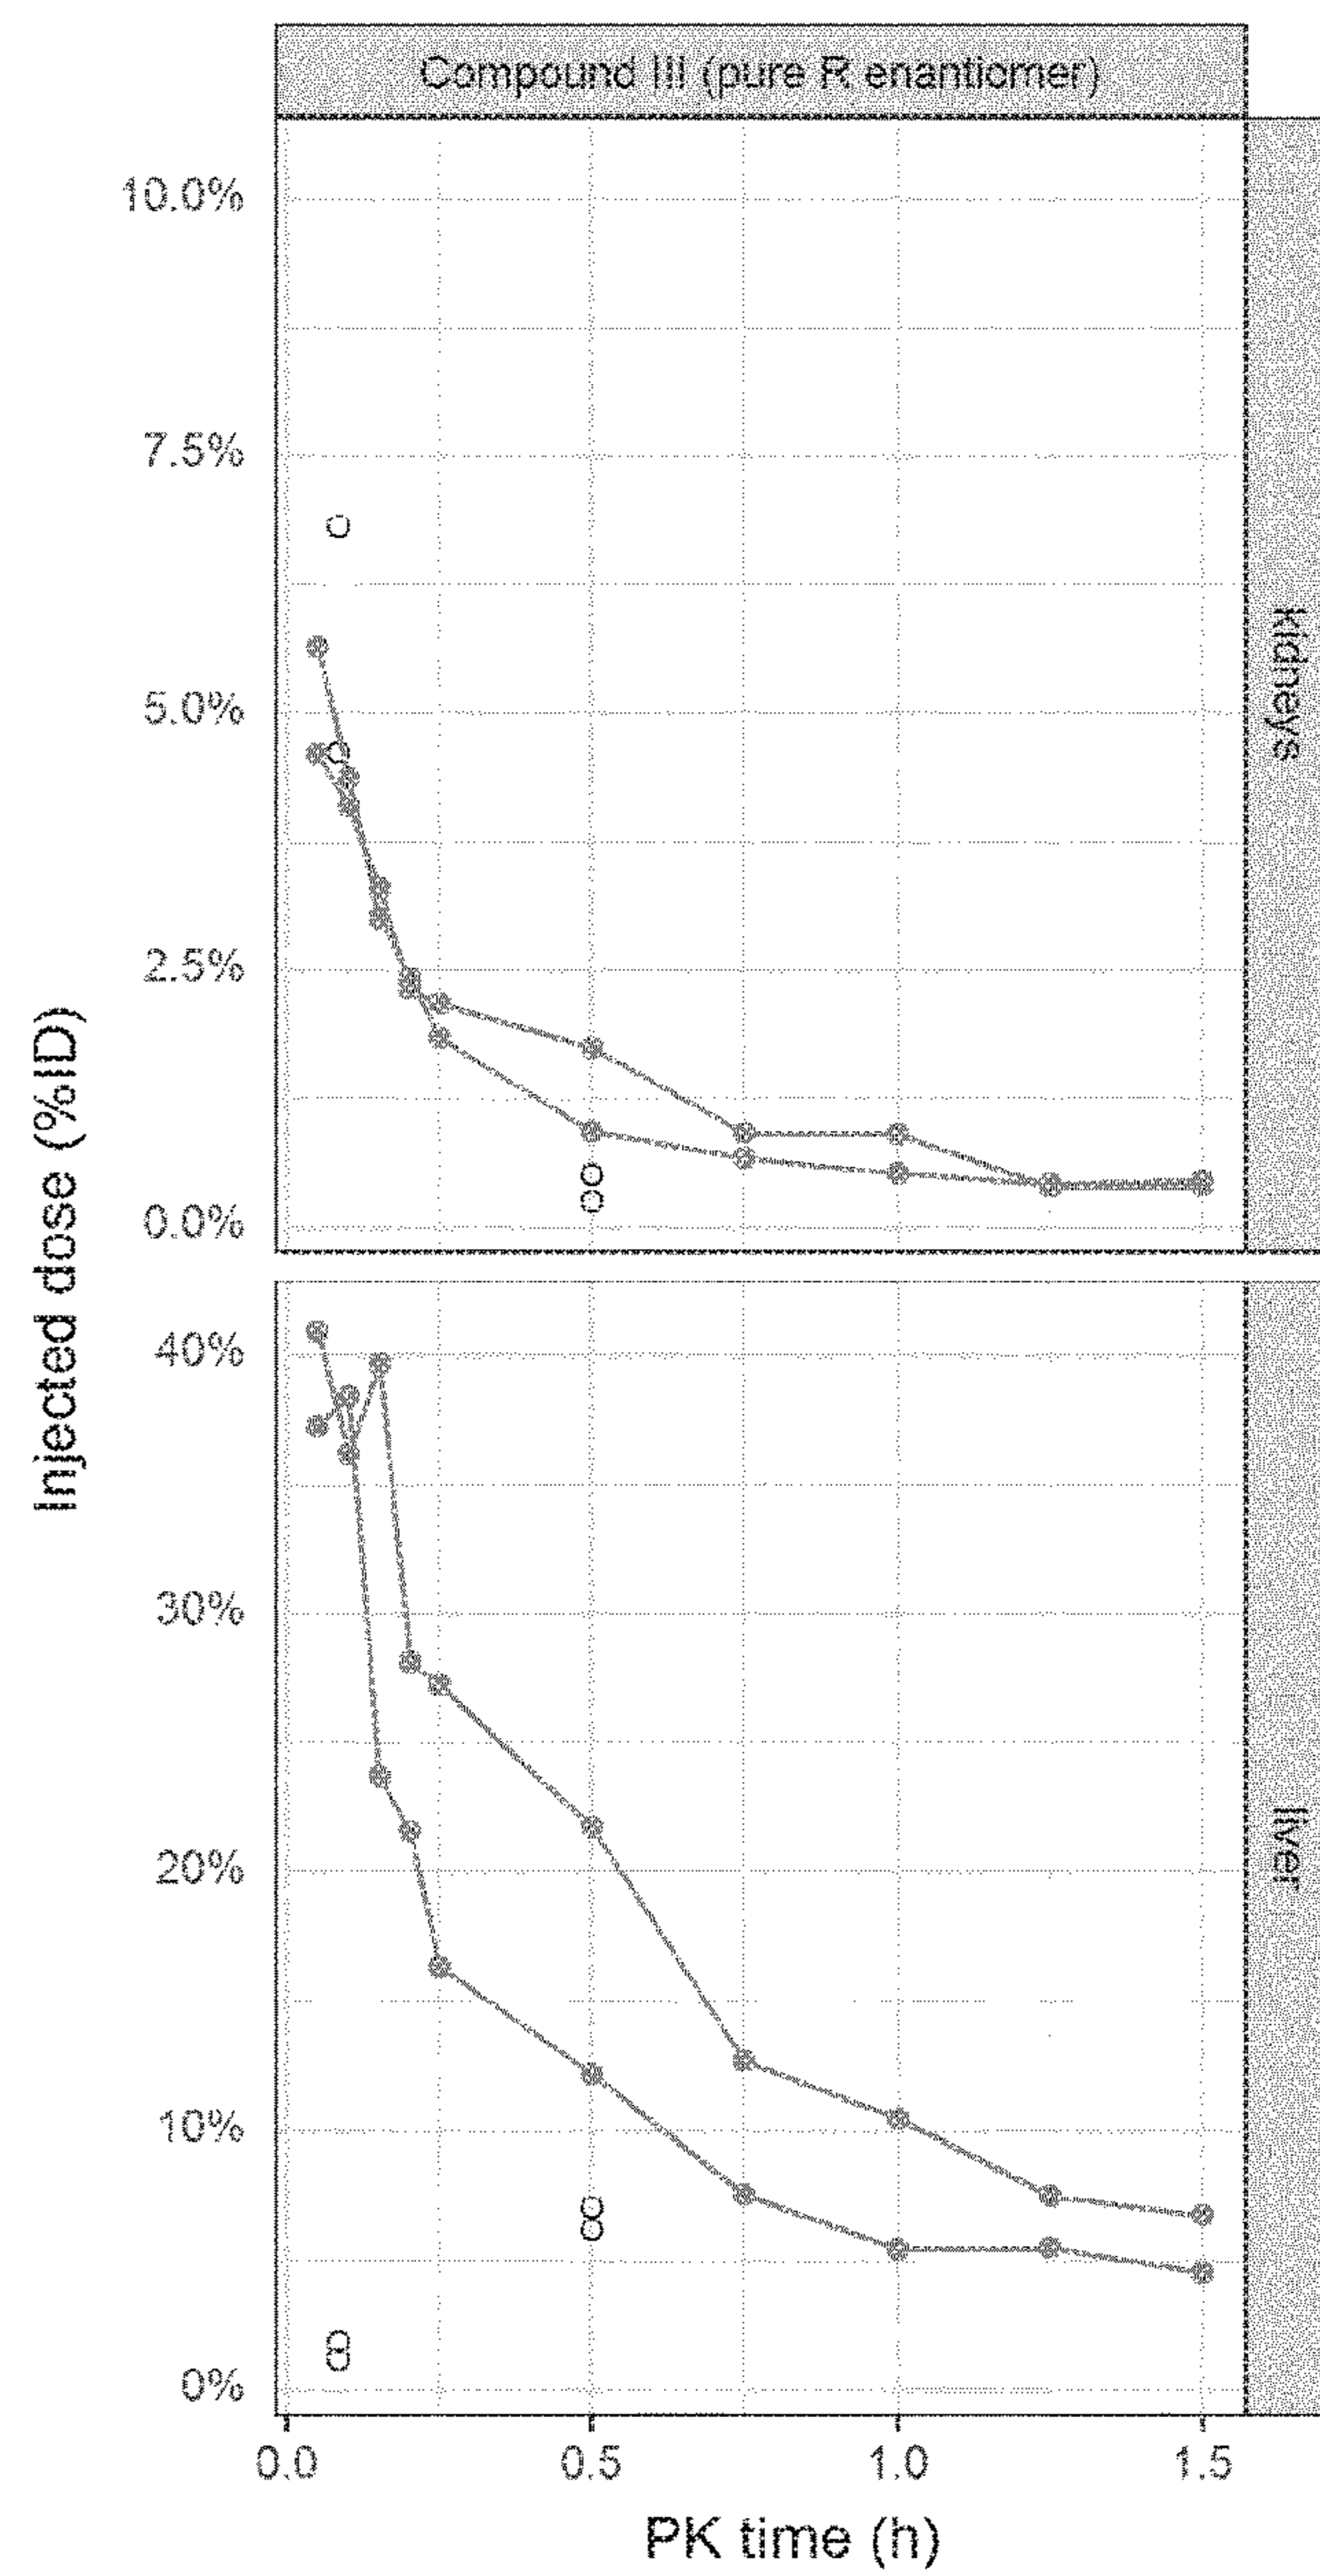 Compound III (pure R enantiomer)
10.0%
7.5%
5.0%
2.5%
0.0%
kidneys
Injected dose (%ID)
40%
30%
20%
10%
0%
liver
0.0 0.5 1.0 1.5
PK time (h)